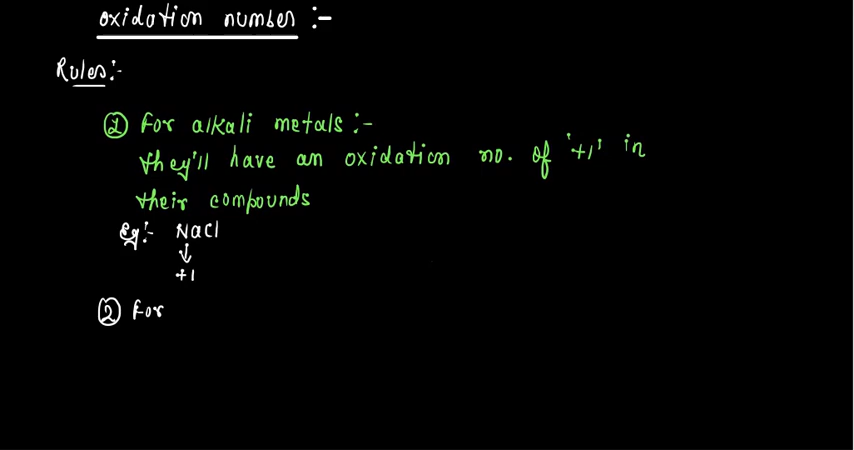 oxidation number :-
Rules:-
① For alkali metals :-
they'll have an oxidation no. of '+1' in
their compounds
Eg:- NaCl
↓
+1
② For